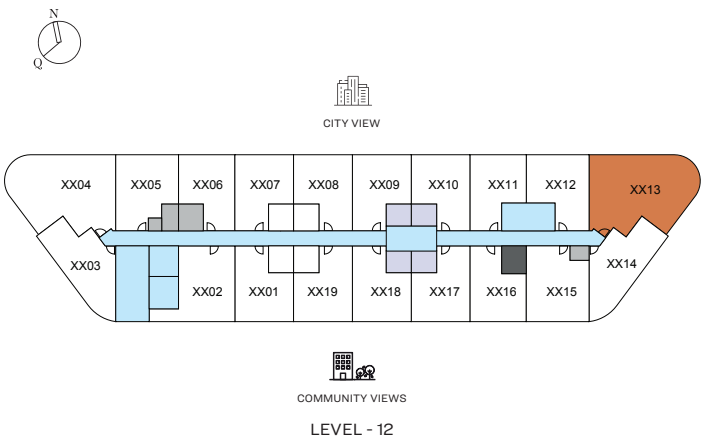 N
Q
CITY VIEW
XX04 XX05 XX06 XX07 XX08 XX09 XX10 XX11 XX12 XX13
XX03 XX14
XX02 XX01 XX19 XX18 XX17 XX16 XX15
COMMUNITY VIEWS
LEVEL - 12